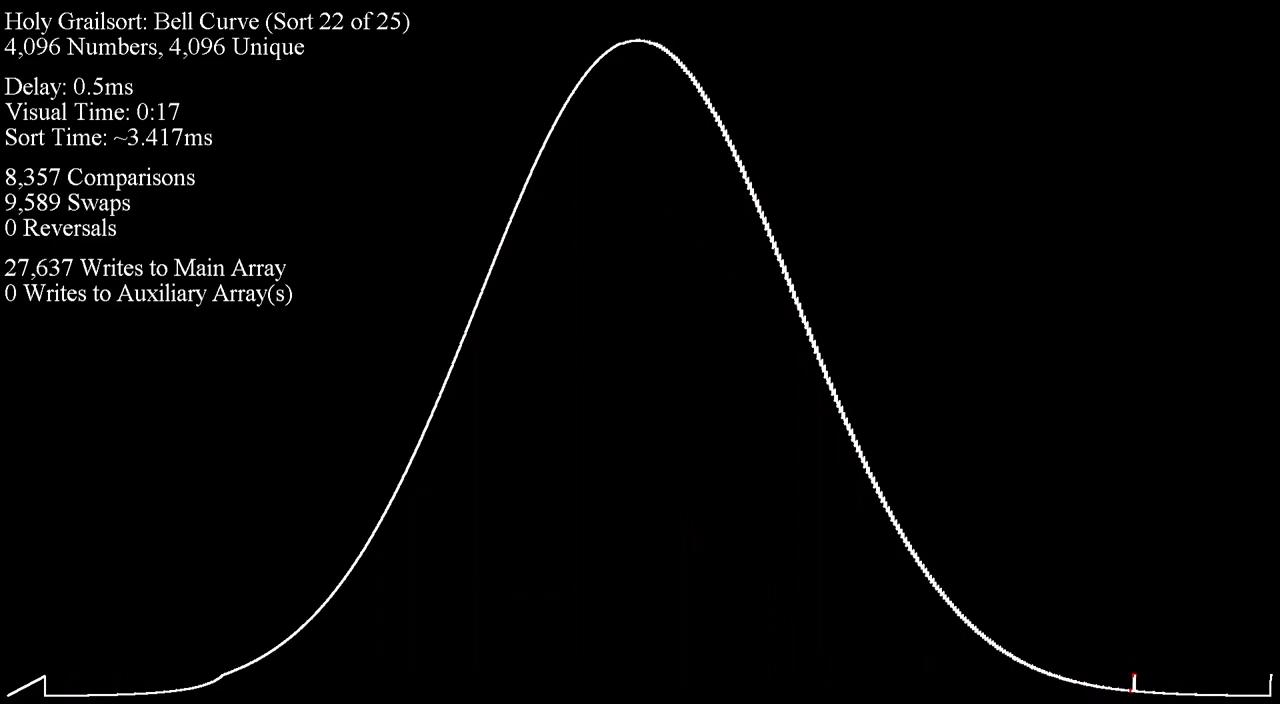 Holy Grailsort: Bell Curve (Sort 22 of 25)
4,096 Numbers, 4,096 Unique
Delay: 0.5ms
Visual Time: 0:17
Sort Time: ~3.417ms
8,357 Comparisons
9,589 Swaps
0 Reversals
27,637 Writes to Main Array
0 Writes to Auxiliary Array(s)